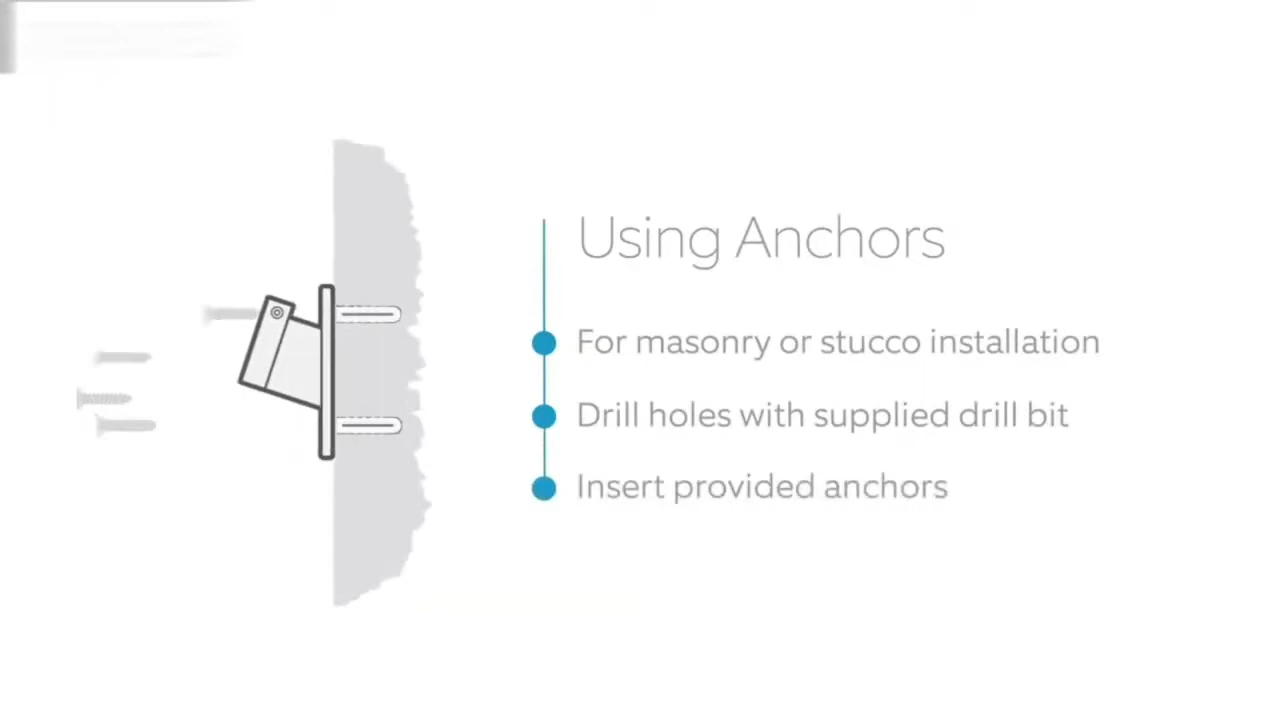 Using Anchors
For masonry or stucco installation
Drill holes with supplied drill bit
Insert provided anchors